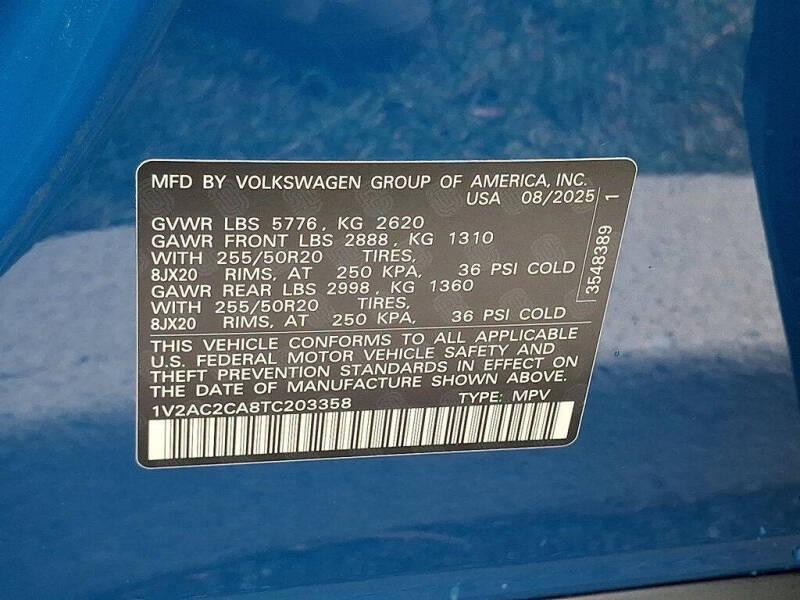 MFD BY VOLKSWAGEN GROUP OF AMERICA, INC.
USA 08/2025
GVWR LBS 5776, KG 2620
GAWR FRONT LBS 2888, KG 1310
WITH 255/50R20 TIRES,
8JX20 RIMS, AT 250 KPA, 36 PSI COLD
GAWR REAR LBS 2998, KG 1360
WITH 255/50R20 TIRES,
8JX20 RIMS, AT 250 KPA, 36 PSI COLD
THIS VEHICLE CONFORMS TO ALL APPLICABLE
U.S. FEDERAL MOTOR VEHICLE SAFETY AND
THEFT PREVENTION STANDARDS IN EFFECT ON
THE DATE OF MANUFACTURE SHOWN ABOVE.
1V2AC2CA8TC203358 TYPE: MPV
3548389 1